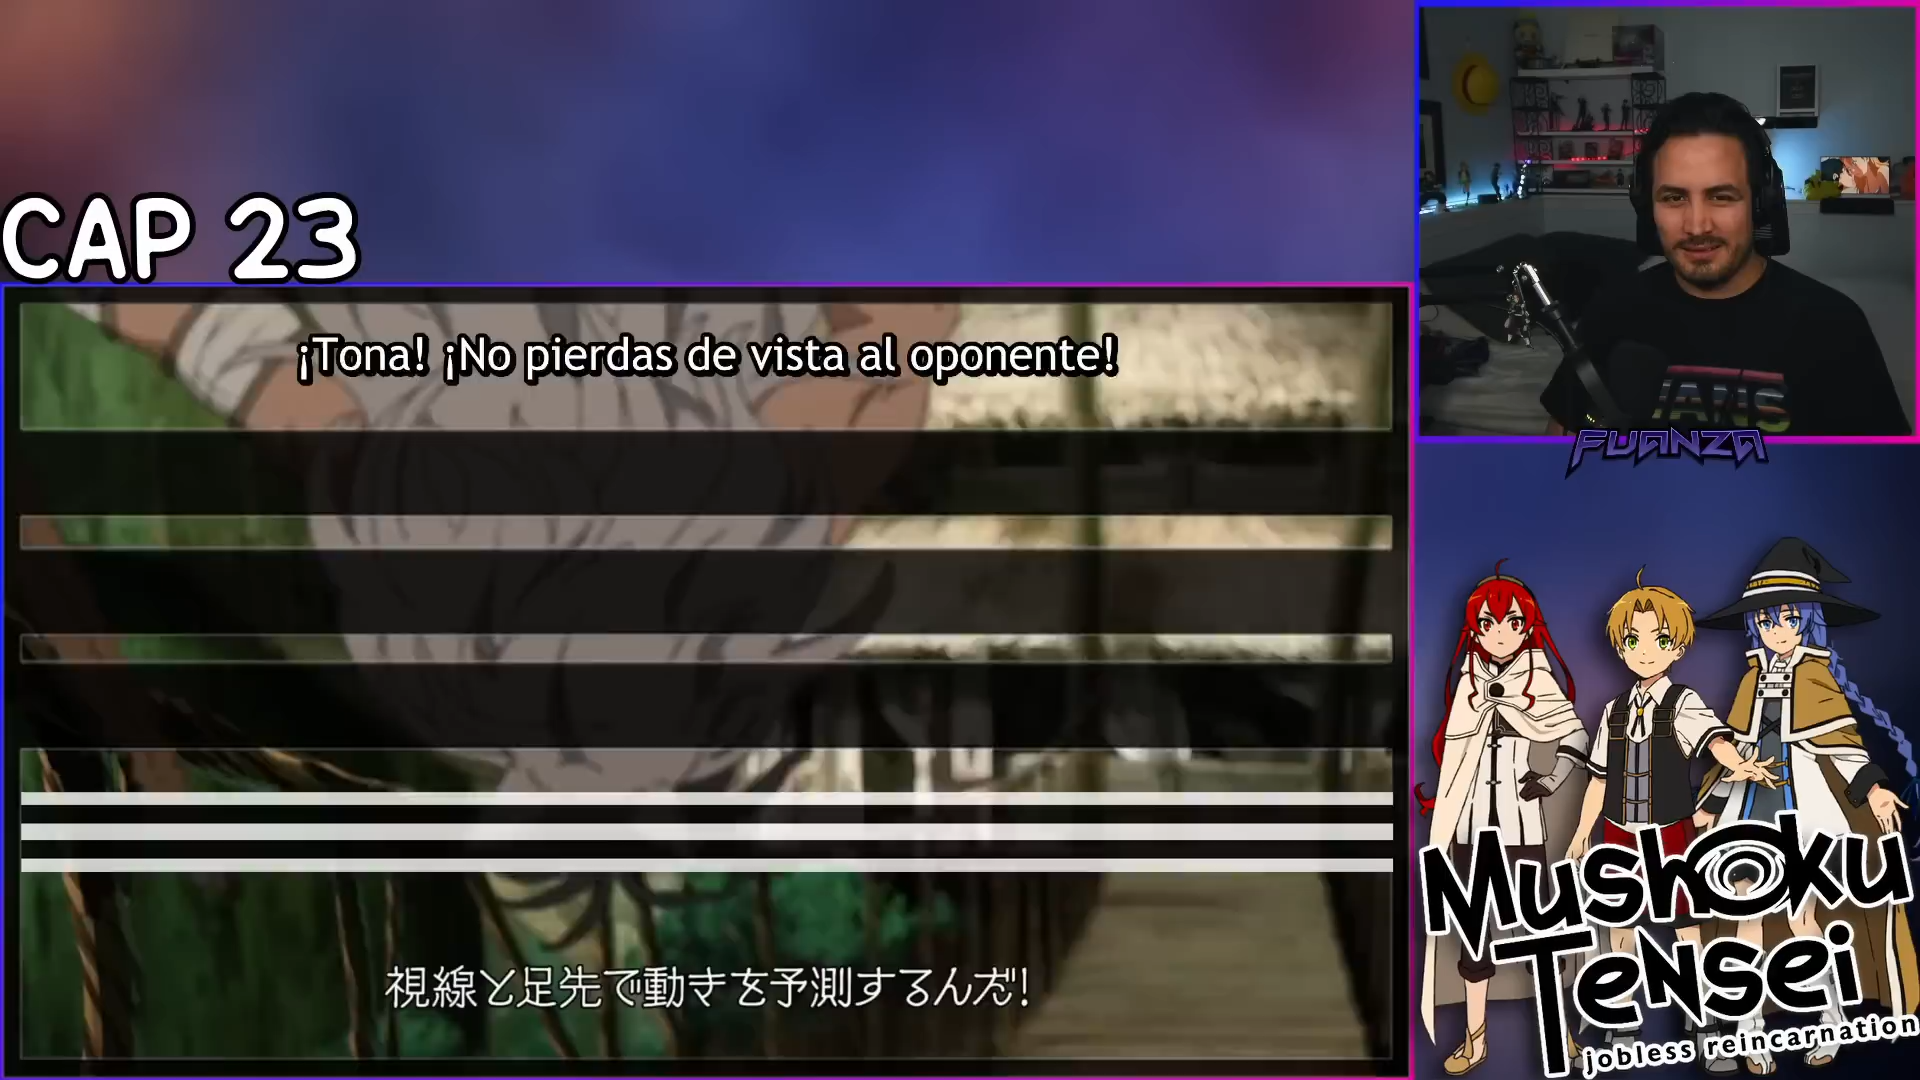 CAP 23
¡Tona! ¡No pierdas de vista al oponente!
視線と足先で動きを予測するんだ!
FUANZA
Mushoku
Tensei
jobless reincarnation